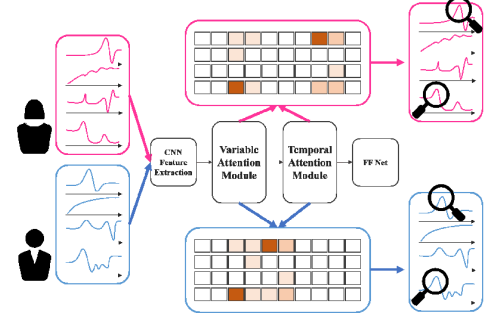 CNN
Feature
Extraction
Variable
Attention
Module
Temporal
Attention
Module
FF Net